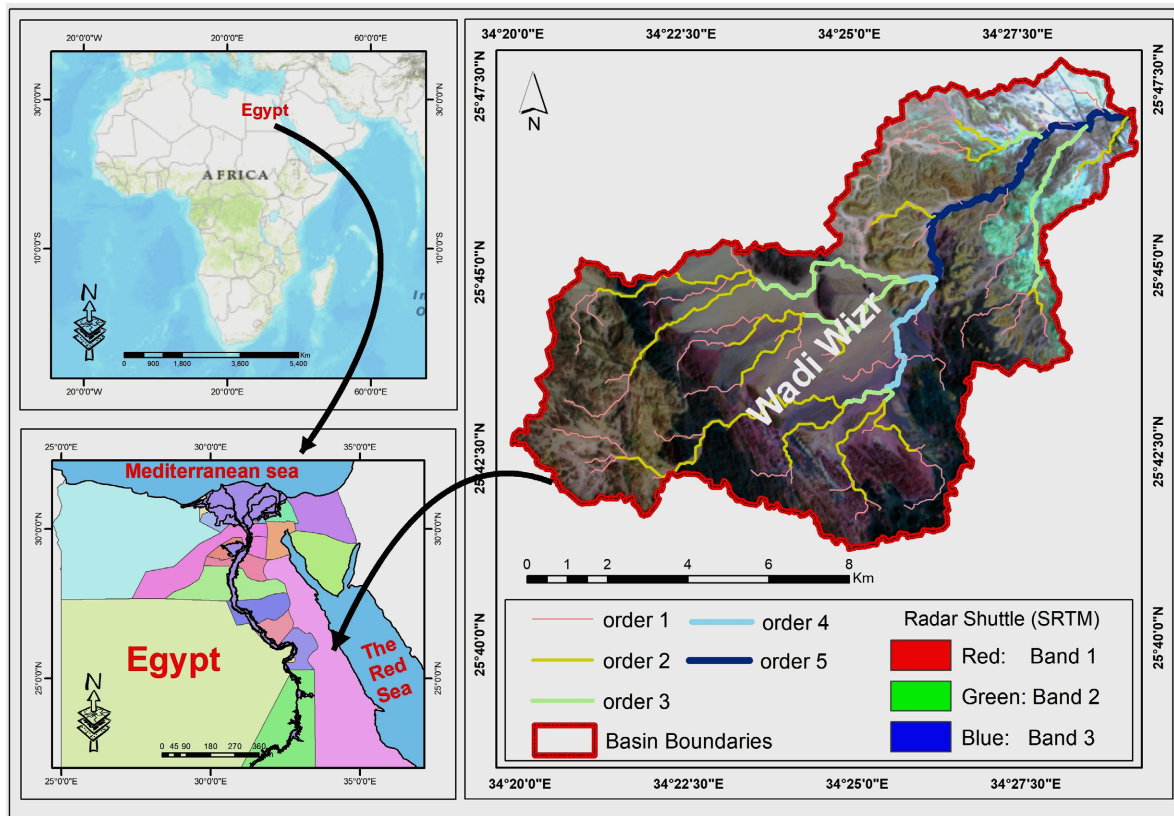 20°0'0"W 20°0'0"E 60°0'0"E
30°0'0"N
10°0'0"S
30°0'0"N
10°0'0"S
Egypt
AFRICA
In
O
N
0 900 1,800 3,600 5,400
Km
20°0'0"W 20°0'0"E 60°0'0"E
25°0'0"E 30°0'0"E 35°0'0"E
Mediterranean sea
30°0'0"N
25°0'0"N
30°0'0"N
25°0'0"N
Egypt
The
Red
Sea
N
0 45 90 180 270 360
25°0'0"E 30°0'0"E 35°0'0"E
34°20'0"E 34°22'30"E 34°25'0"E 34°27'30"E
25°47'30"N
25°45'0"N
25°42'30"N
25°40'0"N
25°47'30"N
25°45'0"N
25°42'30"N
25°40'0"N
N
Wadi Wizr
0 1 2 4 6 8
Km
order 1
order 2
order 3
order 4
order 5
Basin Boundaries
Radar Shuttle (SRTM)
Red: Band 1
Green: Band 2
Blue: Band 3
34°20'0"E 34°22'30"E 34°25'0"E 34°27'30"E